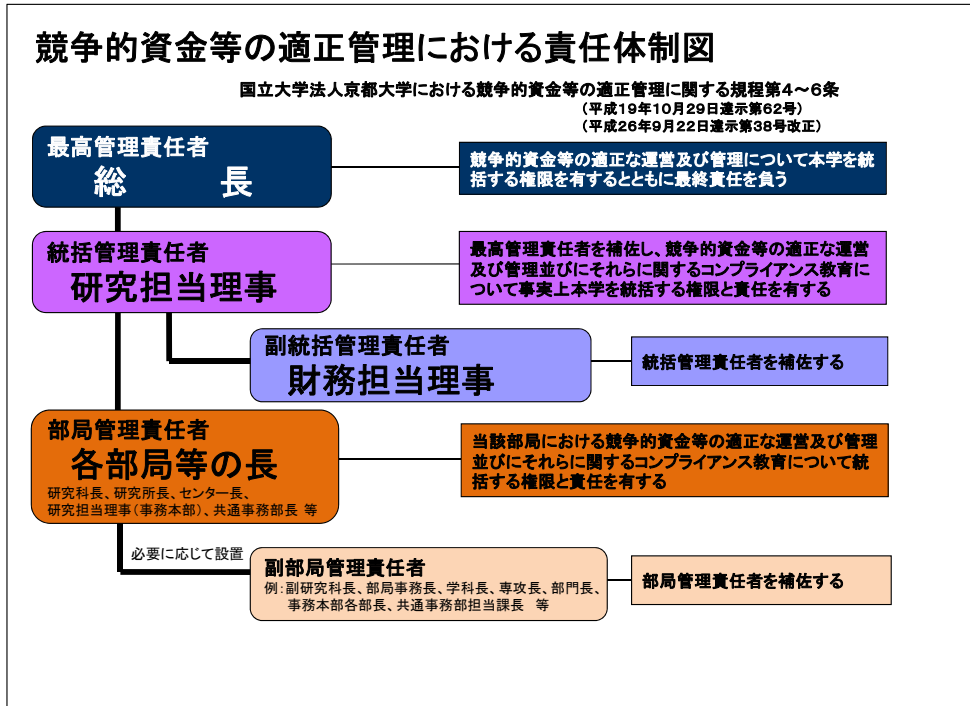 競争的資金等の適正管理における責任体制図
国立大学法人京都大学における競争的資金等の適正管理に関する規程第4～6条
（平成19年10月29日達示第62号）
（平成26年9月22日達示第38号改正）
最高管理責任者
総　　長
競争的資金等の適正な運営及び管理について本学を統
括する権限を有するとともに最終責任を負う
統括管理責任者
研究担当理事
最高管理責任者を補佐し、競争的資金等の適正な運営
及び管理並びにそれらに関するコンプライアンス教育に
ついて事実上本学を統括する権限と責任を有する
副統括管理責任者
財務担当理事
統括管理責任者を補佐する
部局管理責任者
各部局等の長
研究科長、研究所長、センター長、
研究担当理事（事務本部）、共通事務部長 等
当該部局における競争的資金等の適正な運営及び管理
並びにそれらに関するコンプライアンス教育について統
括する権限と責任を有する
必要に応じて設置
副部局管理責任者
例：副研究科長、部局事務長、学科長、専攻長、部門長、
事務本部各部長、共通事務部担当課長　等
部局管理責任者を補佐する